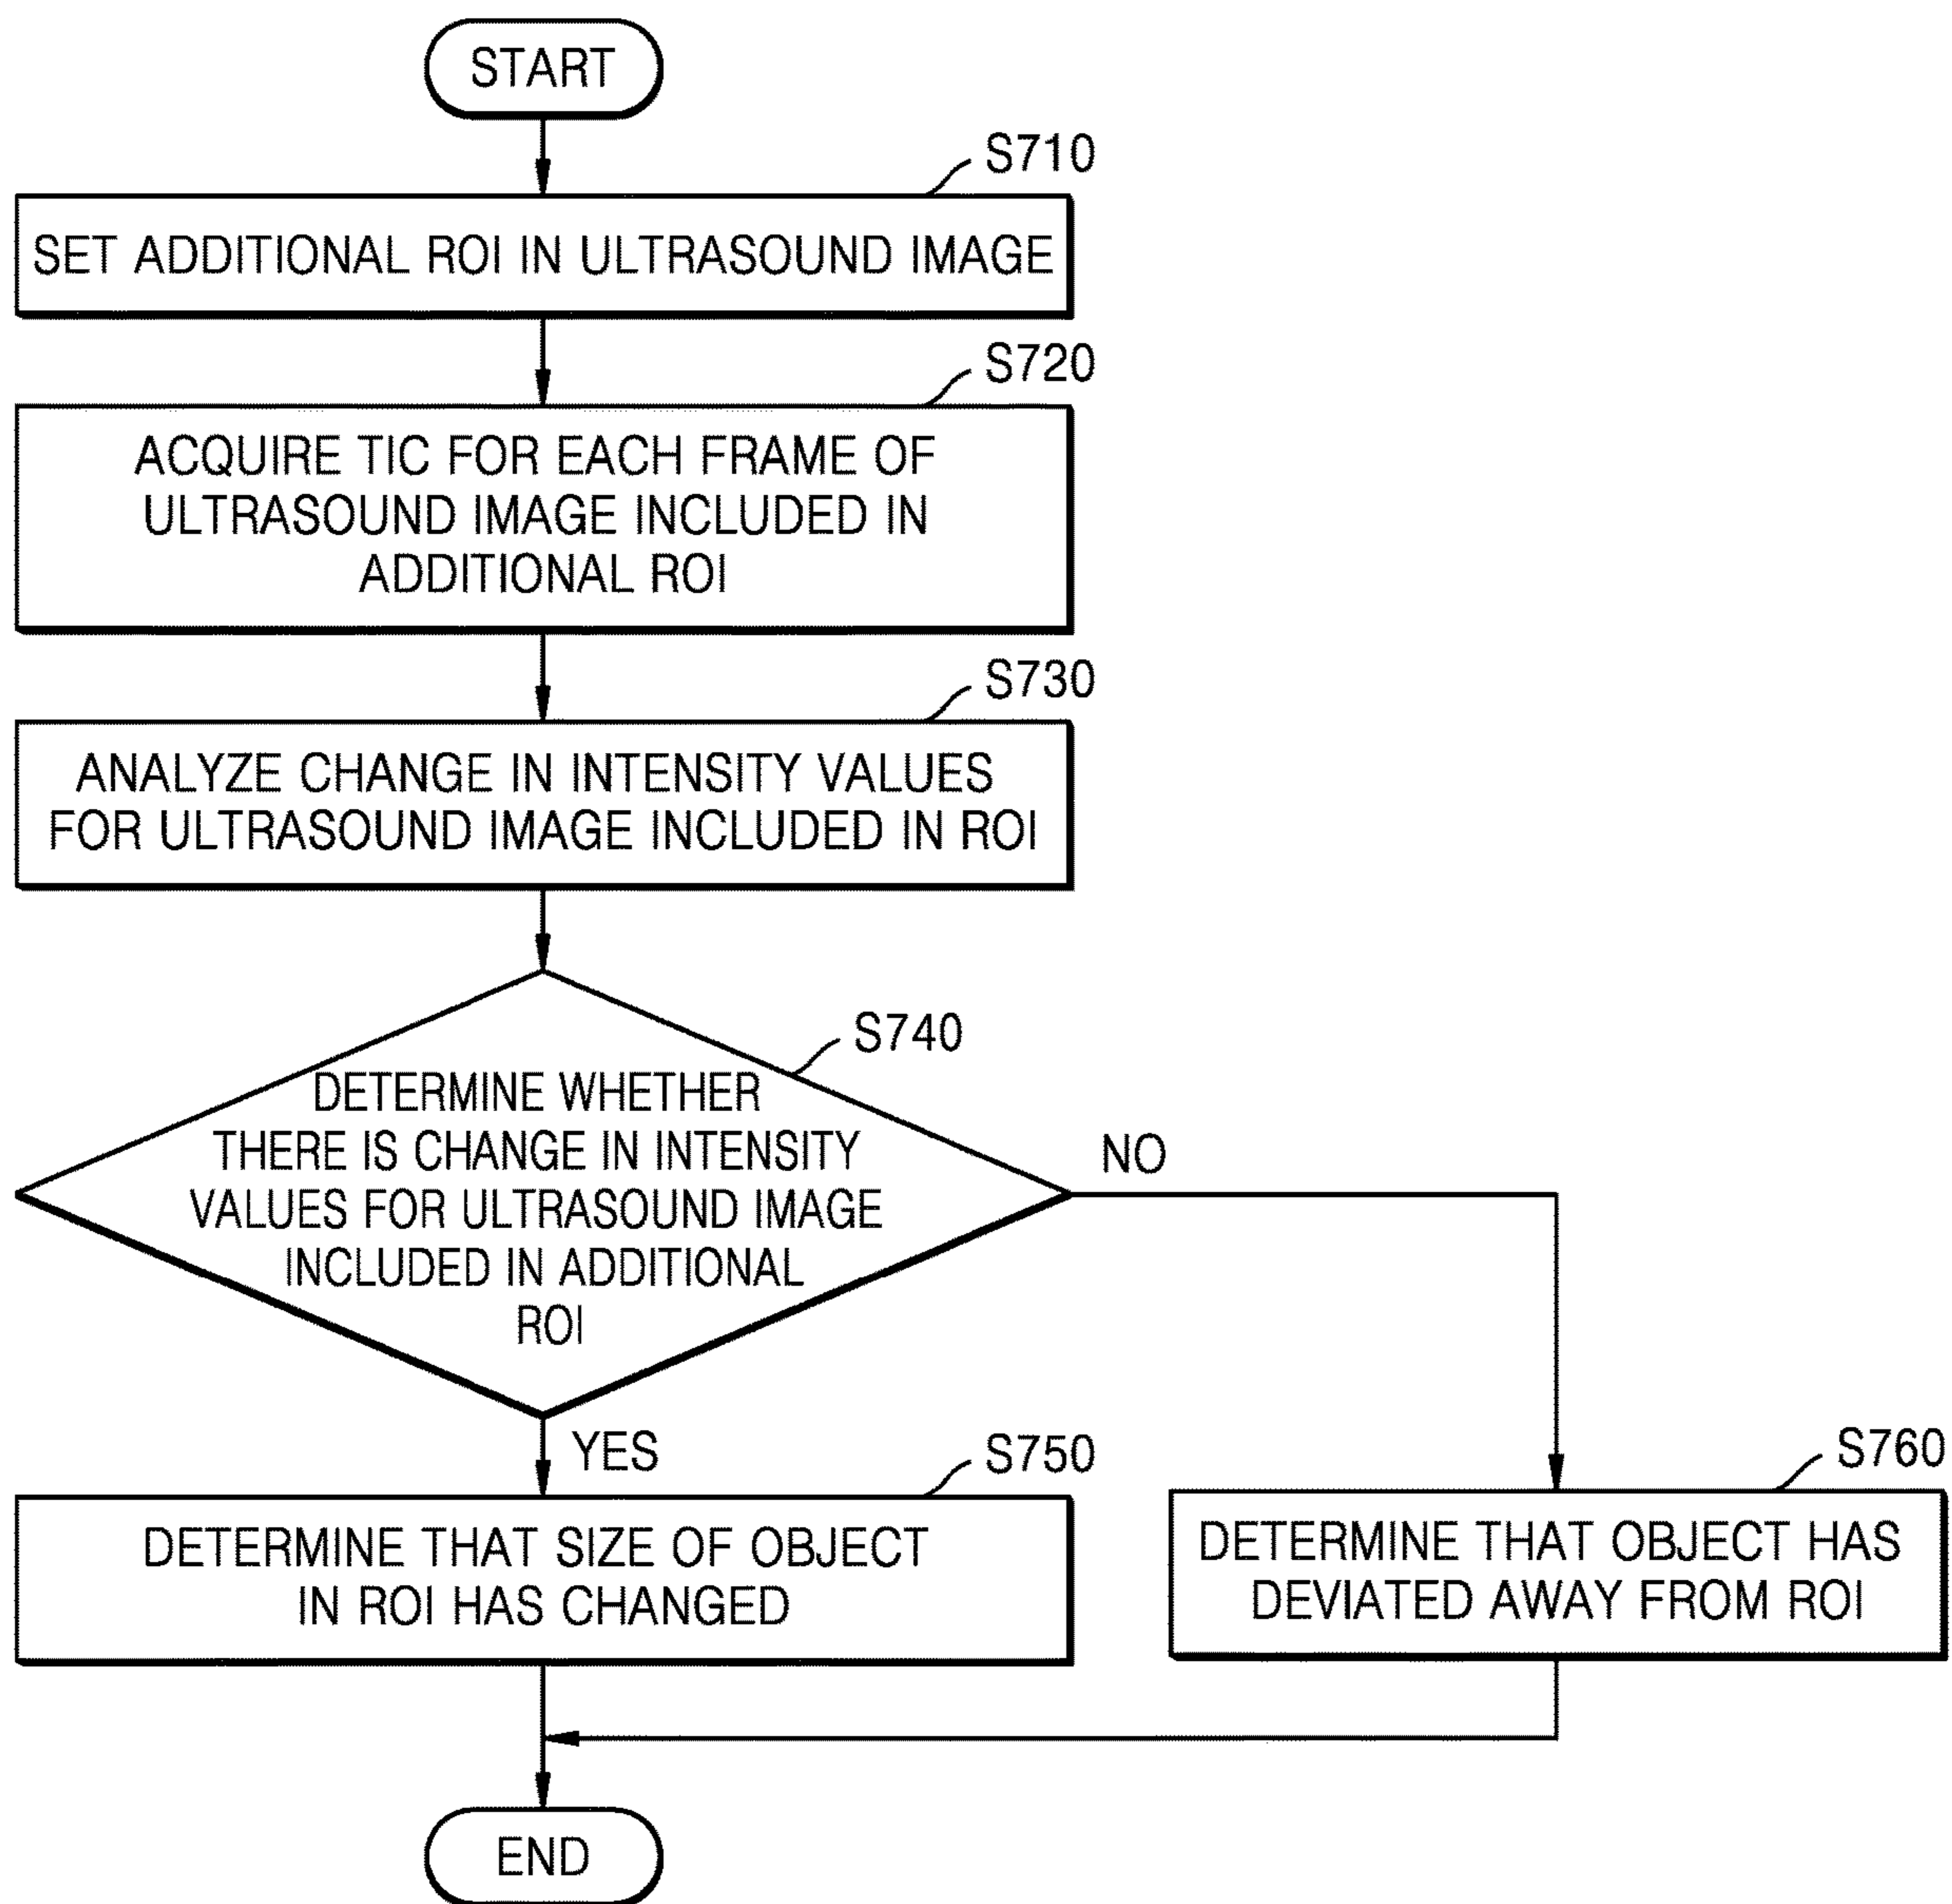 START
S710
SET ADDITIONAL ROI IN ULTRASOUND IMAGE
S720
ACQUIRE TIC FOR EACH FRAME OF
ULTRASOUND IMAGE INCLUDED IN
ADDITIONAL ROI
S730
ANALYZE CHANGE IN INTENSITY VALUES
FOR ULTRASOUND IMAGE INCLUDED IN ROI
S740
DETERMINE WHETHER
THERE IS CHANGE IN INTENSITY
VALUES FOR ULTRASOUND IMAGE
INCLUDED IN ADDITIONAL
ROI
NO
YES
S750
DETERMINE THAT SIZE OF OBJECT
IN ROI HAS CHANGED
S760
DETERMINE THAT OBJECT HAS
DEVIATED AWAY FROM ROI
END